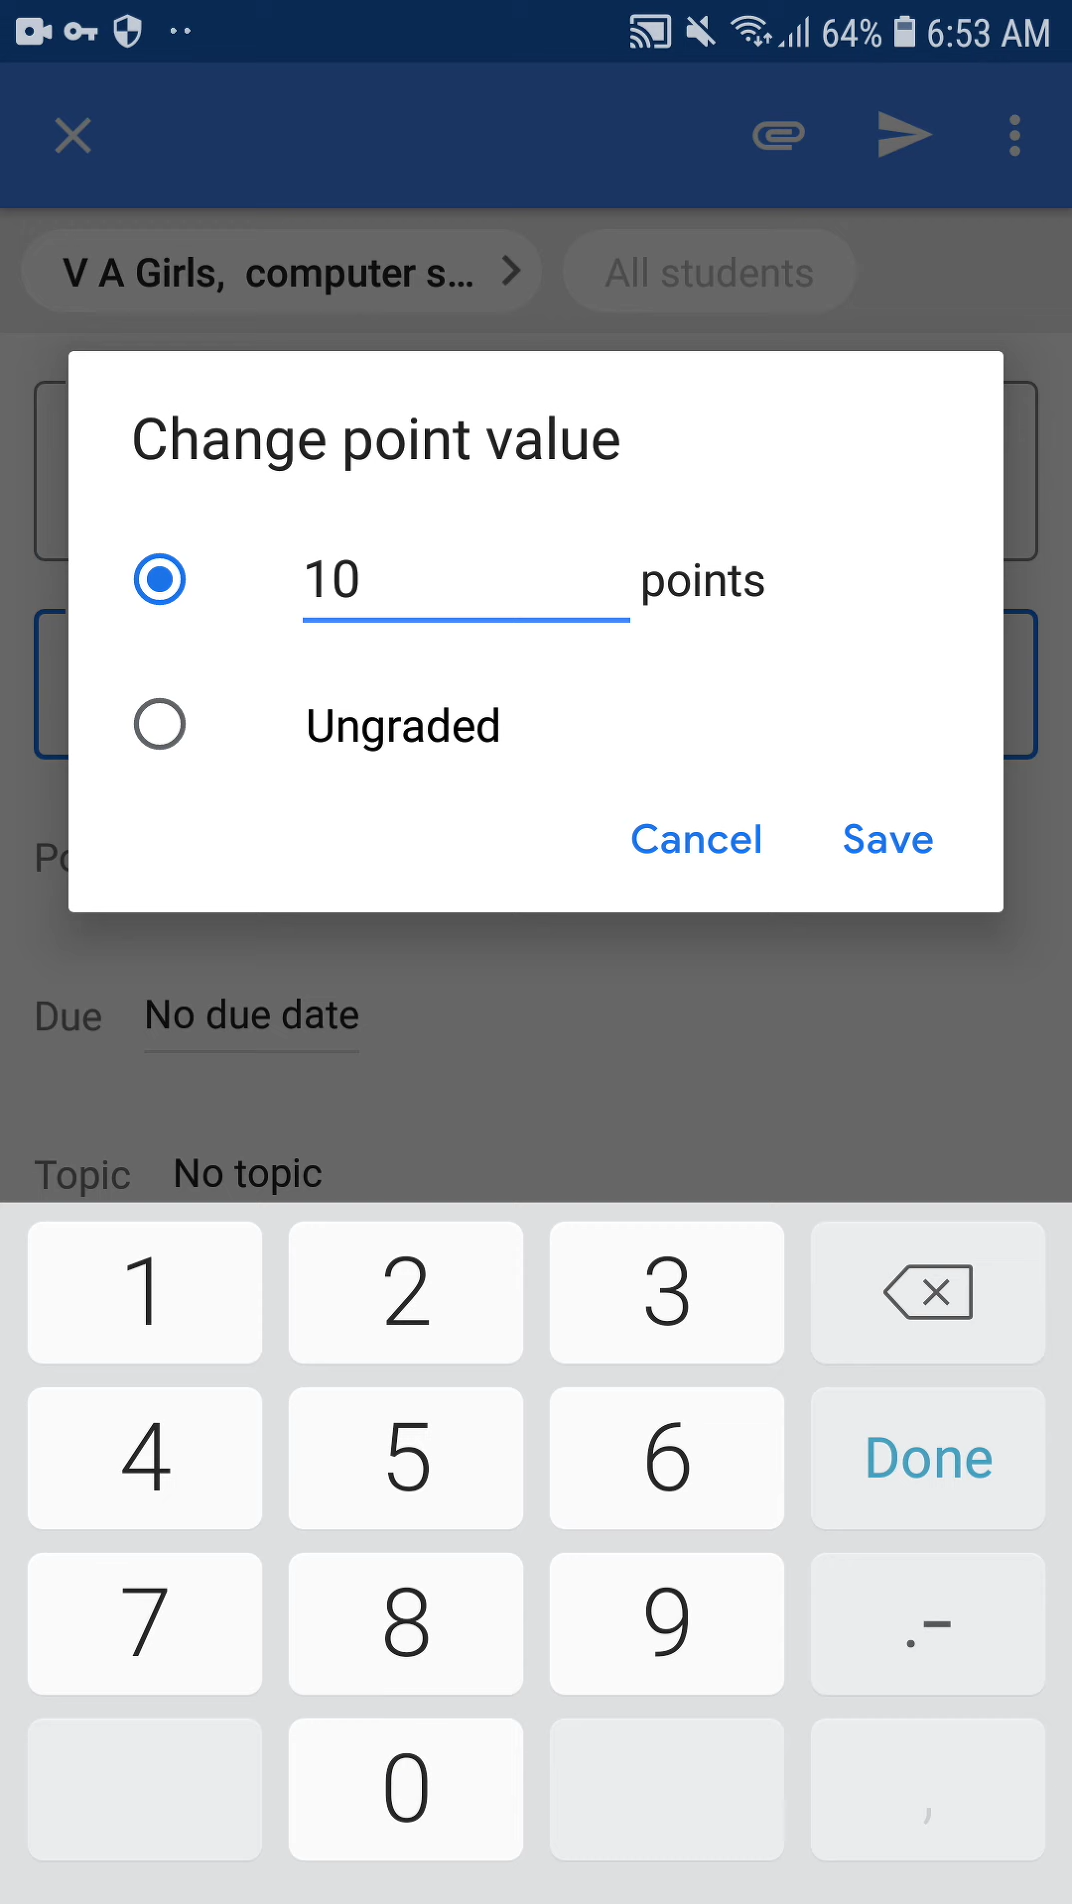 64% 6:53 AM
V A Girls,  computer s... All students
Change point value
10 points
Ungraded
Cancel Save
Po
Due No due date
Topic No topic
1 2 3
4 5 6 Done
7 8 9 .-
0 ,